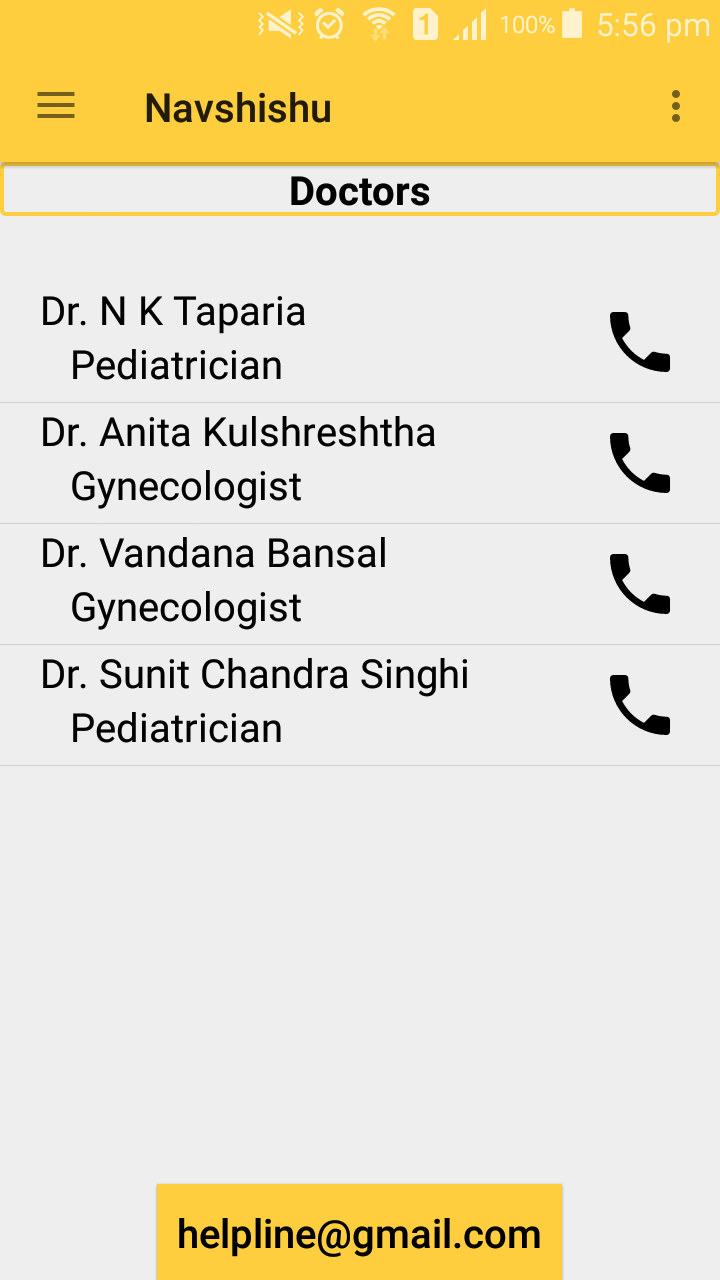 1 100% 5:56 pm
Navshishu
Doctors
Dr. N K Taparia
Pediatrician
Dr. Anita Kulshreshtha
Gynecologist
Dr. Vandana Bansal
Gynecologist
Dr. Sunit Chandra Singhi
Pediatrician
helpline@gmail.com